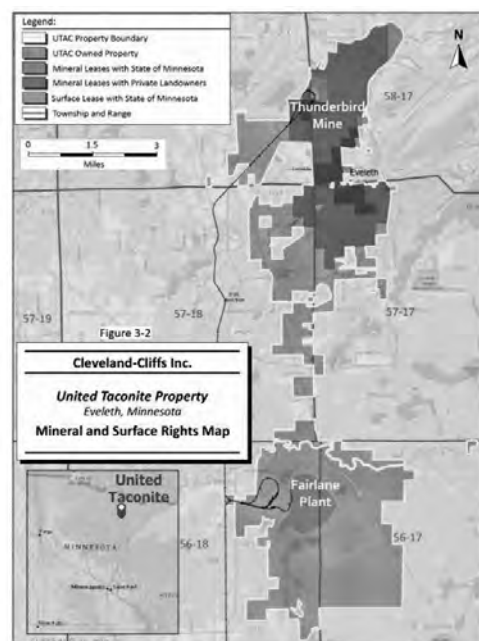 Legend:
UTAC Property Boundary
UTAC Owned Property
Mineral Leases with State of Minnesota
Mineral Leases with Private Landowners
Surface Lease with State of Minnesota
Township and Range
0 1.5 3
Miles
N
Thunderbird
Mine
58-17
Eveleth
57-19
57-18
57-17
Figure 3-2
Cleveland-Cliffs Inc.
United Taconite Property
Eveleth, Minnesota
Mineral and Surface Rights Map
United
Taconite
MINNESOTA
Minneapolis
Fairlane
Plant
56-18
56-17